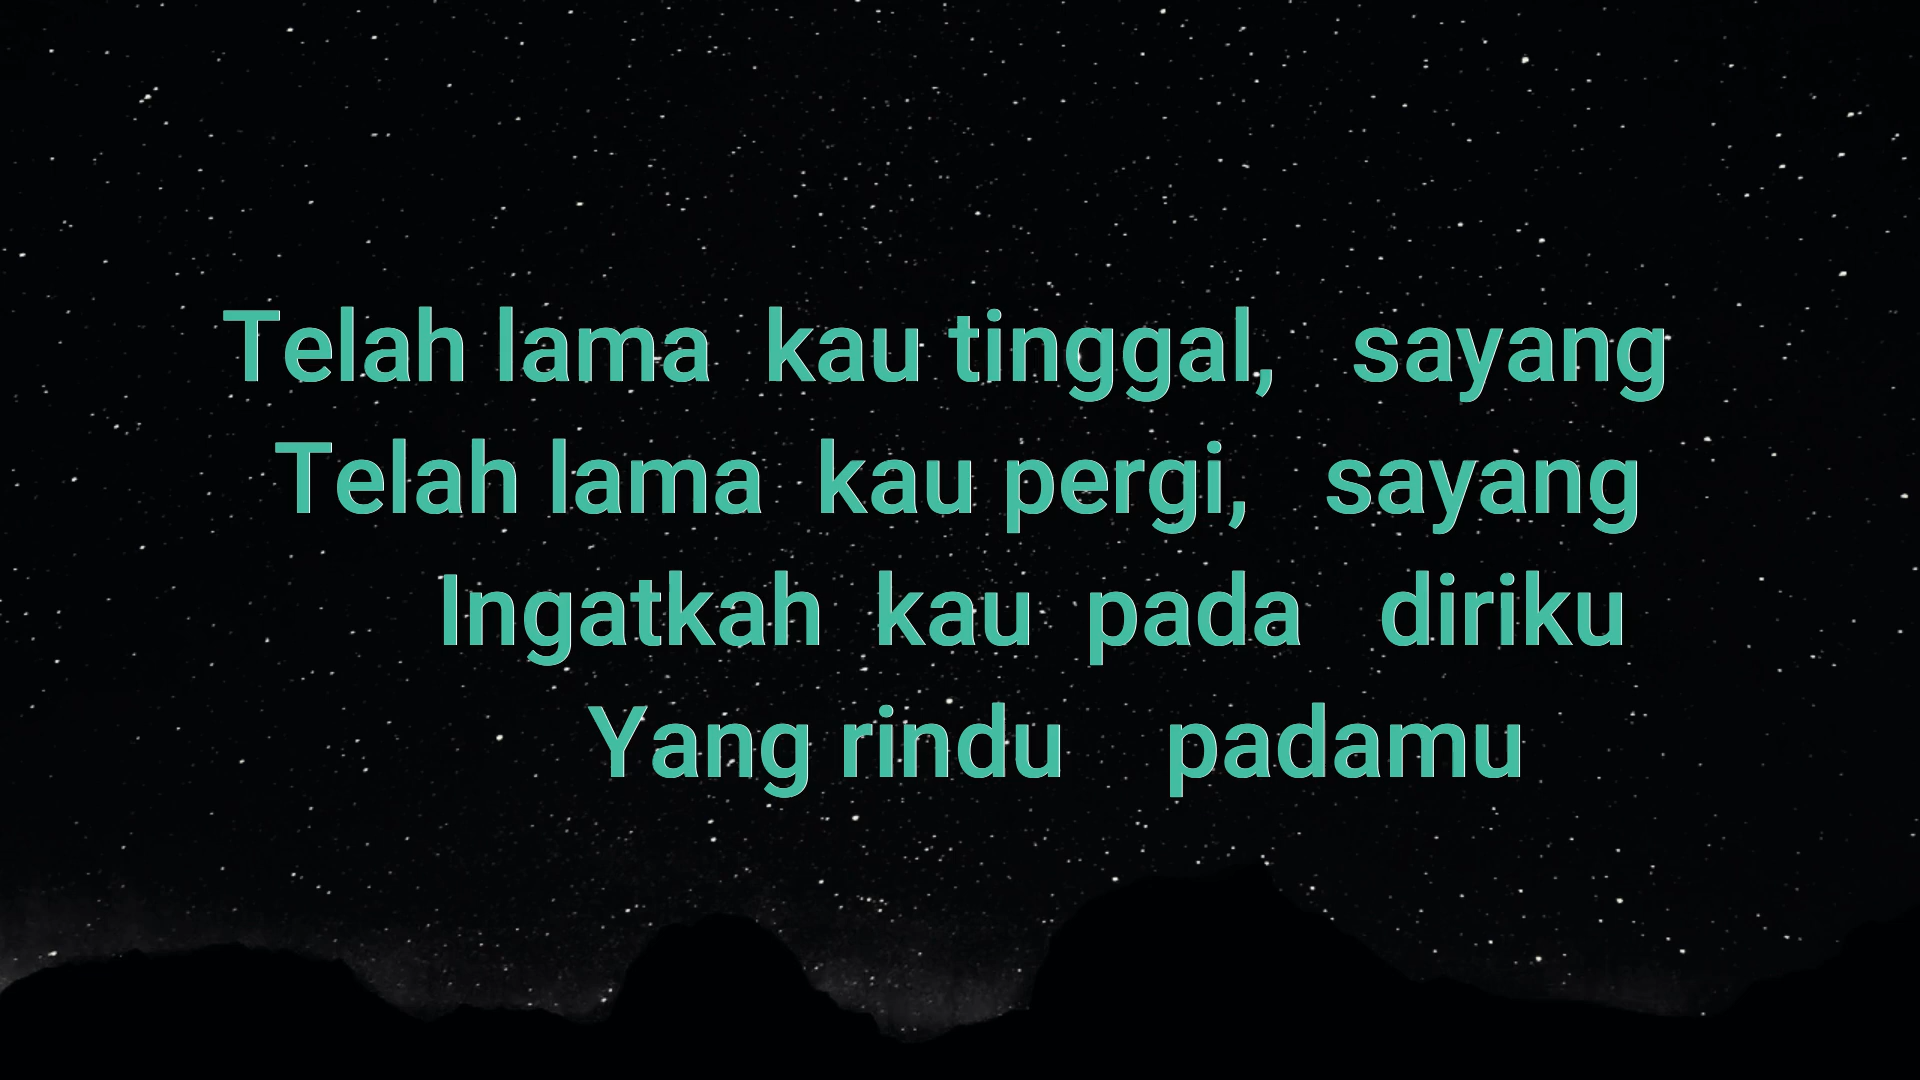 Telah lama kau tinggal, sayang
Telah lama kau pergi, sayang
Ingatkah kau pada diriku
Yang rindu padamu